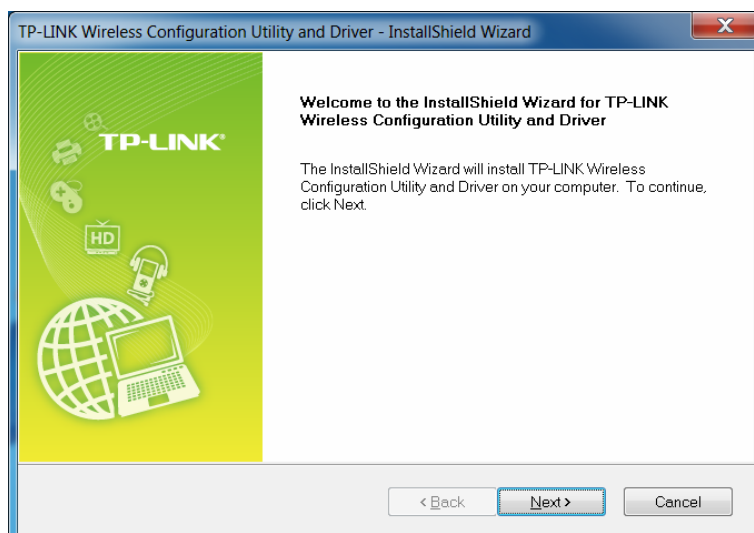 TP-LINK Wireless Configuration Utility and Driver - InstallShield Wizard
X
TP-LINK®
HD
Welcome to the InstallShield Wizard for TP-LINK
Wireless Configuration Utility and Driver
The InstallShield Wizard will install TP-LINK Wireless
Configuration Utility and Driver on your computer. To continue,
click Next.
< Back
Next >
Cancel